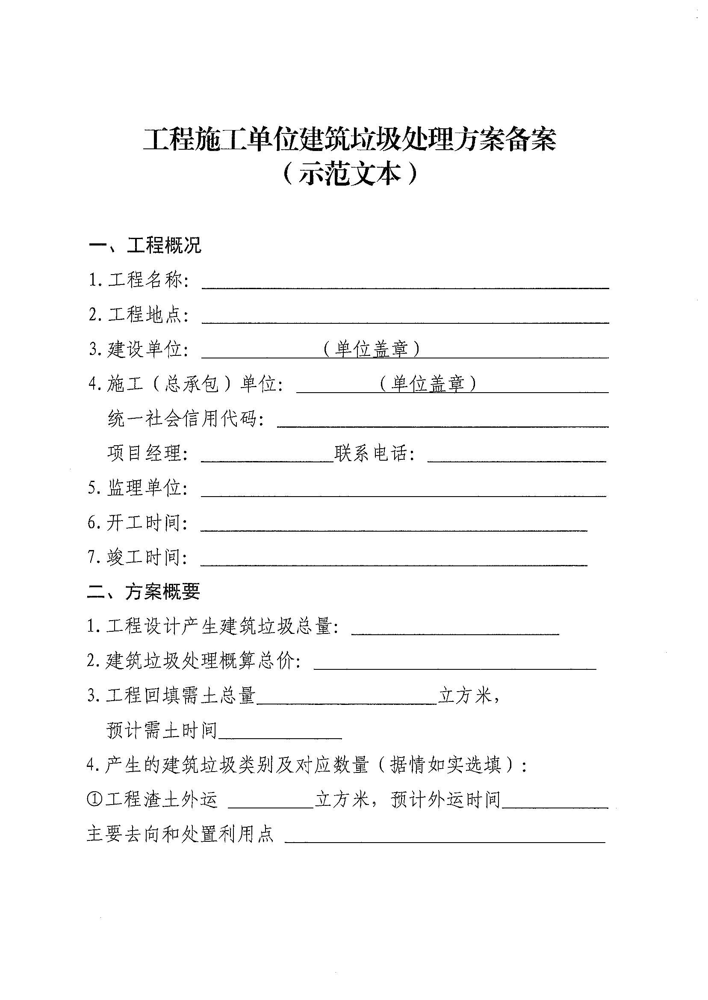 工程施工单位建筑垃圾处理方案备案
（示范文本）
一、工程概况
1.工程名称：
2.工程地点：
3.建设单位：（单位盖章）
4.施工（总承包）单位：（单位盖章）
统一社会信用代码：
项目经理：联系电话：
5.监理单位：
6.开工时间：
7.竣工时间：
二、方案概要
1.工程设计产生建筑垃圾总量：
2.建筑垃圾处理概算总价：
3.工程回填需土总量立方米，
预计需土时间
4.产生的建筑垃圾类别及对应数量（据情如实选填）：
①工程渣土外运 立方米，预计外运时间
主要去向和处置利用点